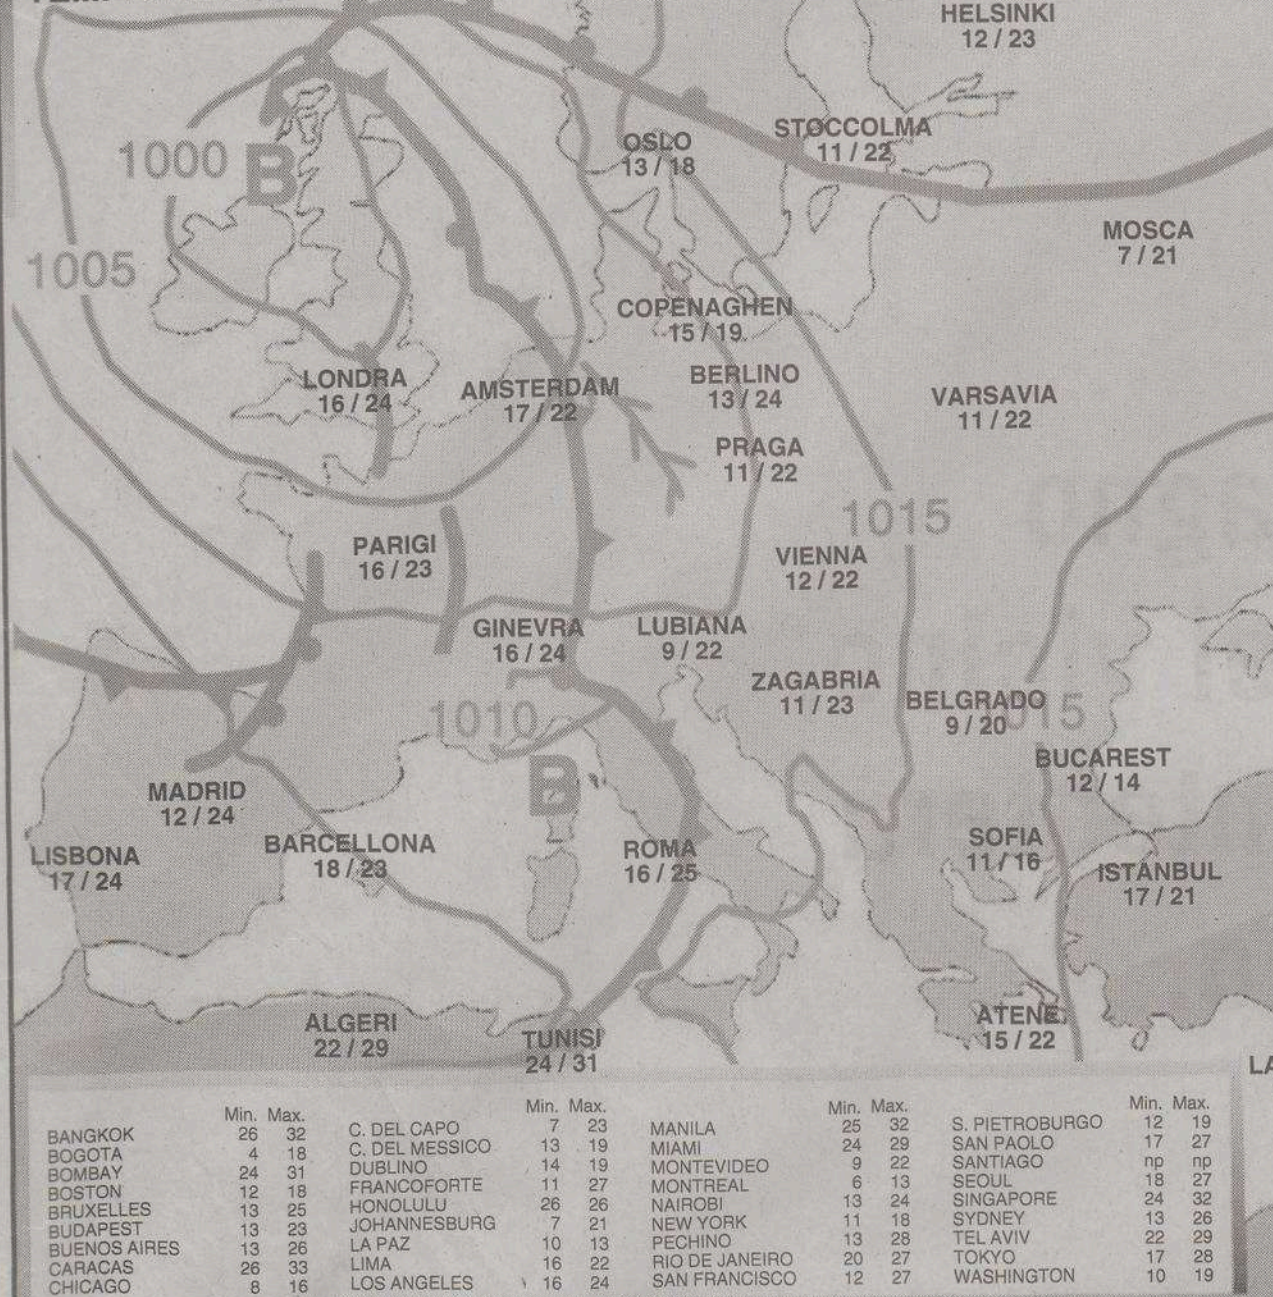 HELSINKI
12 / 23
STOCCOLMA
11 / 22
OSLO
13 / 18
1000
B
MOSCA
7 / 21
1005
COPENAGHEN
15 / 19
LONDRA
16 / 24
AMSTERDAM
17 / 22
BERLINO
13 / 24
VARSAVIA
11 / 22
PRAGA
11 / 22
1015
PARIGI
16 / 23
VIENNA
12 / 22
GINEVRA
16 / 24
LUBIANA
9 / 22
ZAGABRIA
11 / 23
BELGRADO
9 / 20
1015
1010
B
BUCAREST
12 / 14
MADRID
12 / 24
LISBONA
17 / 24
BARCELLONA
18 / 23
ROMA
16 / 25
SOFIA
11 / 16
ISTANBUL
17 / 21
ALGERI
22 / 29
TUNISI
24 / 31
ATENE
15 / 22
LA
Min. Max.
BANGKOK 26 32
BOGOTA 4 18
BOMBAY 24 31
BOSTON 12 18
BRUXELLES 13 25
BUDAPEST 13 23
BUENOS AIRES 13 26
CARACAS 26 33
CHICAGO 8 16
Min. Max.
C. DEL CAPO 7 23
C. DEL MESSICO 13 19
DUBLINO 14 19
FRANCOFORTE 11 27
HONOLULU 26 26
JOHANNESBURG 7 21
LA PAZ 10 13
LIMA 16 22
LOS ANGELES 16 24
Min. Max.
MANILA 25 32
MIAMI 24 29
MONTEVIDEO 9 22
MONTREAL 6 13
NAIROBI 13 24
NEW YORK 11 18
PECHINO 13 28
RIO DE JANEIRO 20 27
SAN FRANCISCO 12 27
Min. Max.
S. PIETROBURGO 12 19
SAN PAOLO 17 27
SANTIAGO np np
SEOUL 18 27
SINGAPORE 24 32
SYDNEY 13 26
TEL AVIV 22 29
TOKYO 17 28
WASHINGTON 10 19